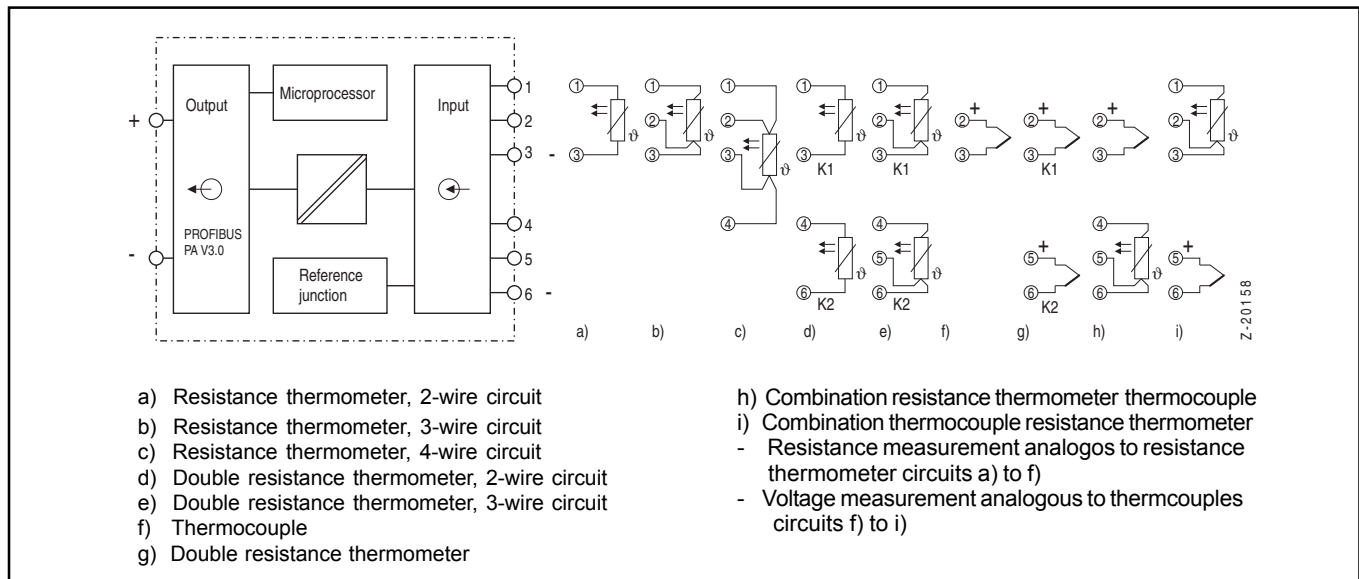 Output
Microprocessor
Input
PROFIBUS
PA V3.0
Reference
junction
+
-
1
2
3 -
4
5
6 -
1 1 1 1 1 + + + 1
2 2 2 2 2 2 2
3 ϑ 3 ϑ 3 ϑ 3 K1 ϑ 3 K1 ϑ 3 3 K1 3 3 ϑ
4 4 4 4
+ 5 5 5 + 5
6 K2 ϑ 6 K2 ϑ 6 K2 6 ϑ 6
a) b) c) d) e) f) g) h) i)
Z-20158
a) Resistance thermometer, 2-wire circuit
b) Resistance thermometer, 3-wire circuit
c) Resistance thermometer, 4-wire circuit
d) Double resistance thermometer, 2-wire circuit
e) Double resistance thermometer, 3-wire circuit
f) Thermocouple
g) Double resistance thermometer
h) Combination resistance thermometer thermocouple
i) Combination thermocouple resistance thermometer
- Resistance measurement analogos to resistance
thermometer circuits a) to f)
- Voltage measurement analogous to thermcouples
circuits f) to i)